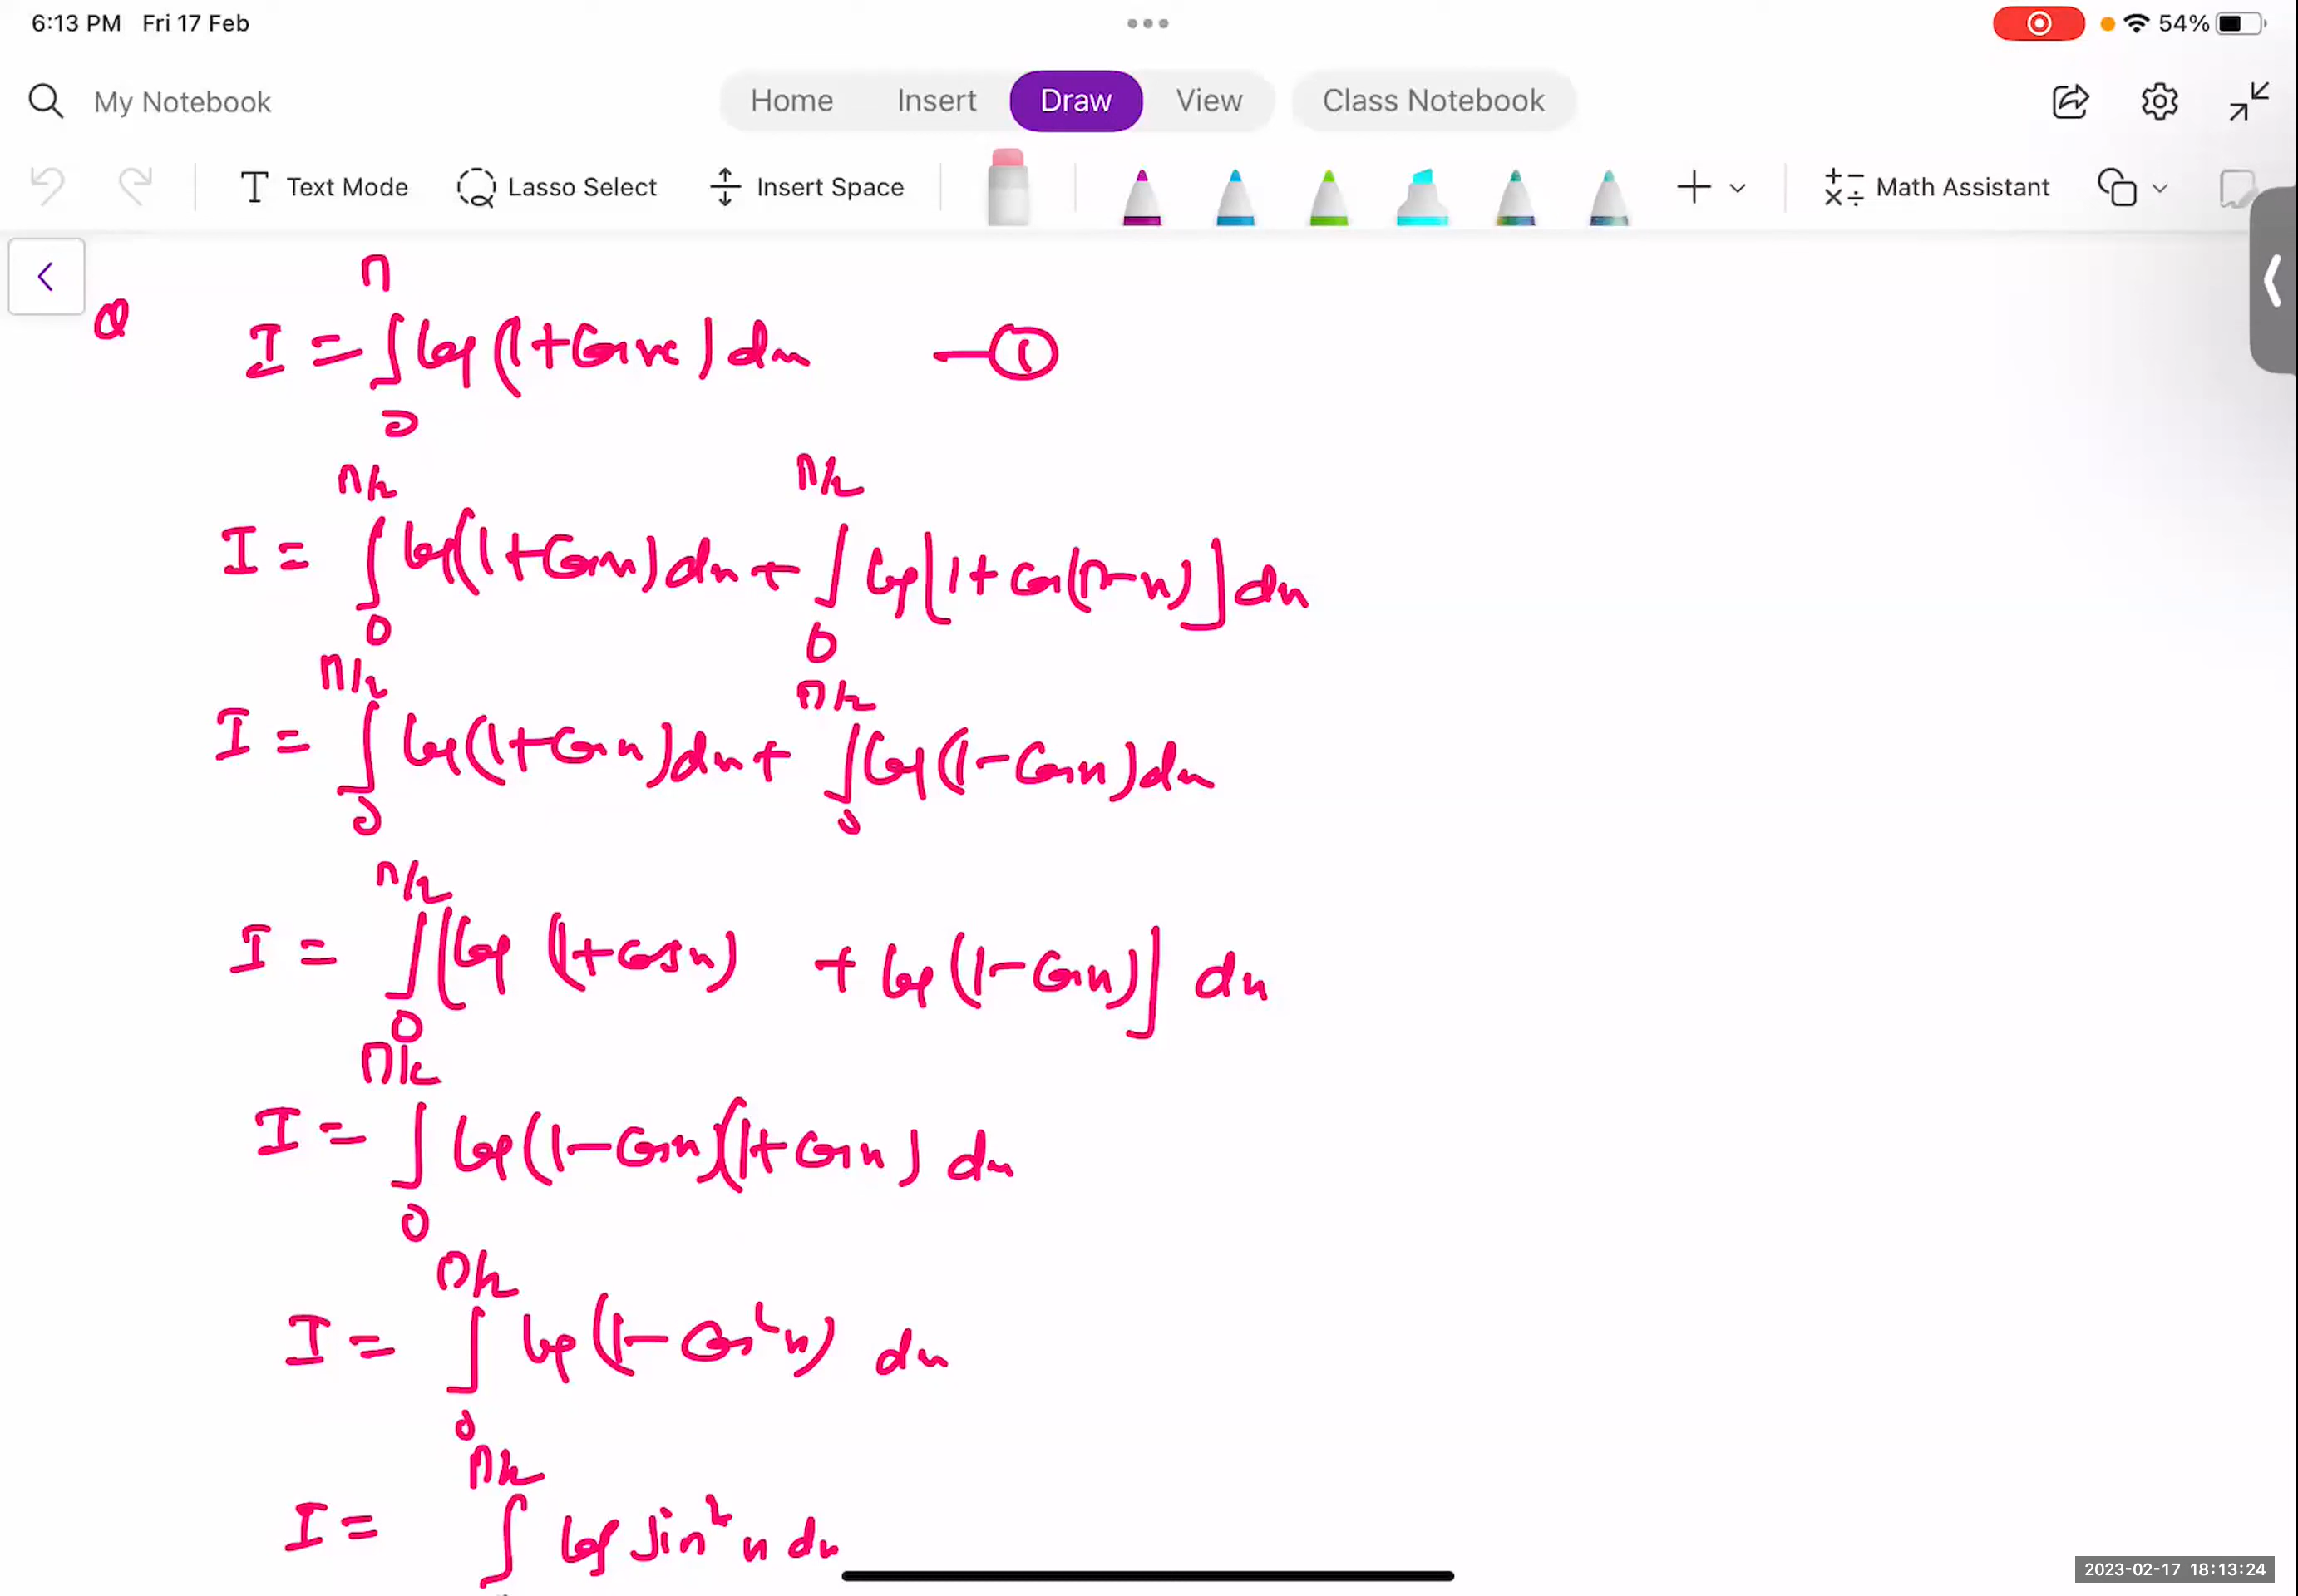 6:13 PM Fri 17 Feb 54%
My Notebook Home Insert Draw View Class Notebook
Text Mode Lasso Select Insert Space Math Assistant
Q I = ∫₀^π log (1+cos x) dx —①
I = ∫₀^{π/2} log(1+cos x) dx + ∫₀^{π/2} log[1+cos(π-x)] dx
I = ∫₀^{π/2} log(1+cos x) dx + ∫₀^{π/2} log(1-cos x) dx
I = ∫₀^{π/2} [log (1+cos x) + log (1-cos x)] dx
I = ∫₀^{π/2} log(1-cos x)(1+cos x) dx
I = ∫₀^{π/2} log(1-cos²x) dx
I = ∫^{π/2} log sin²x dx
2023-02-17 18:13:24